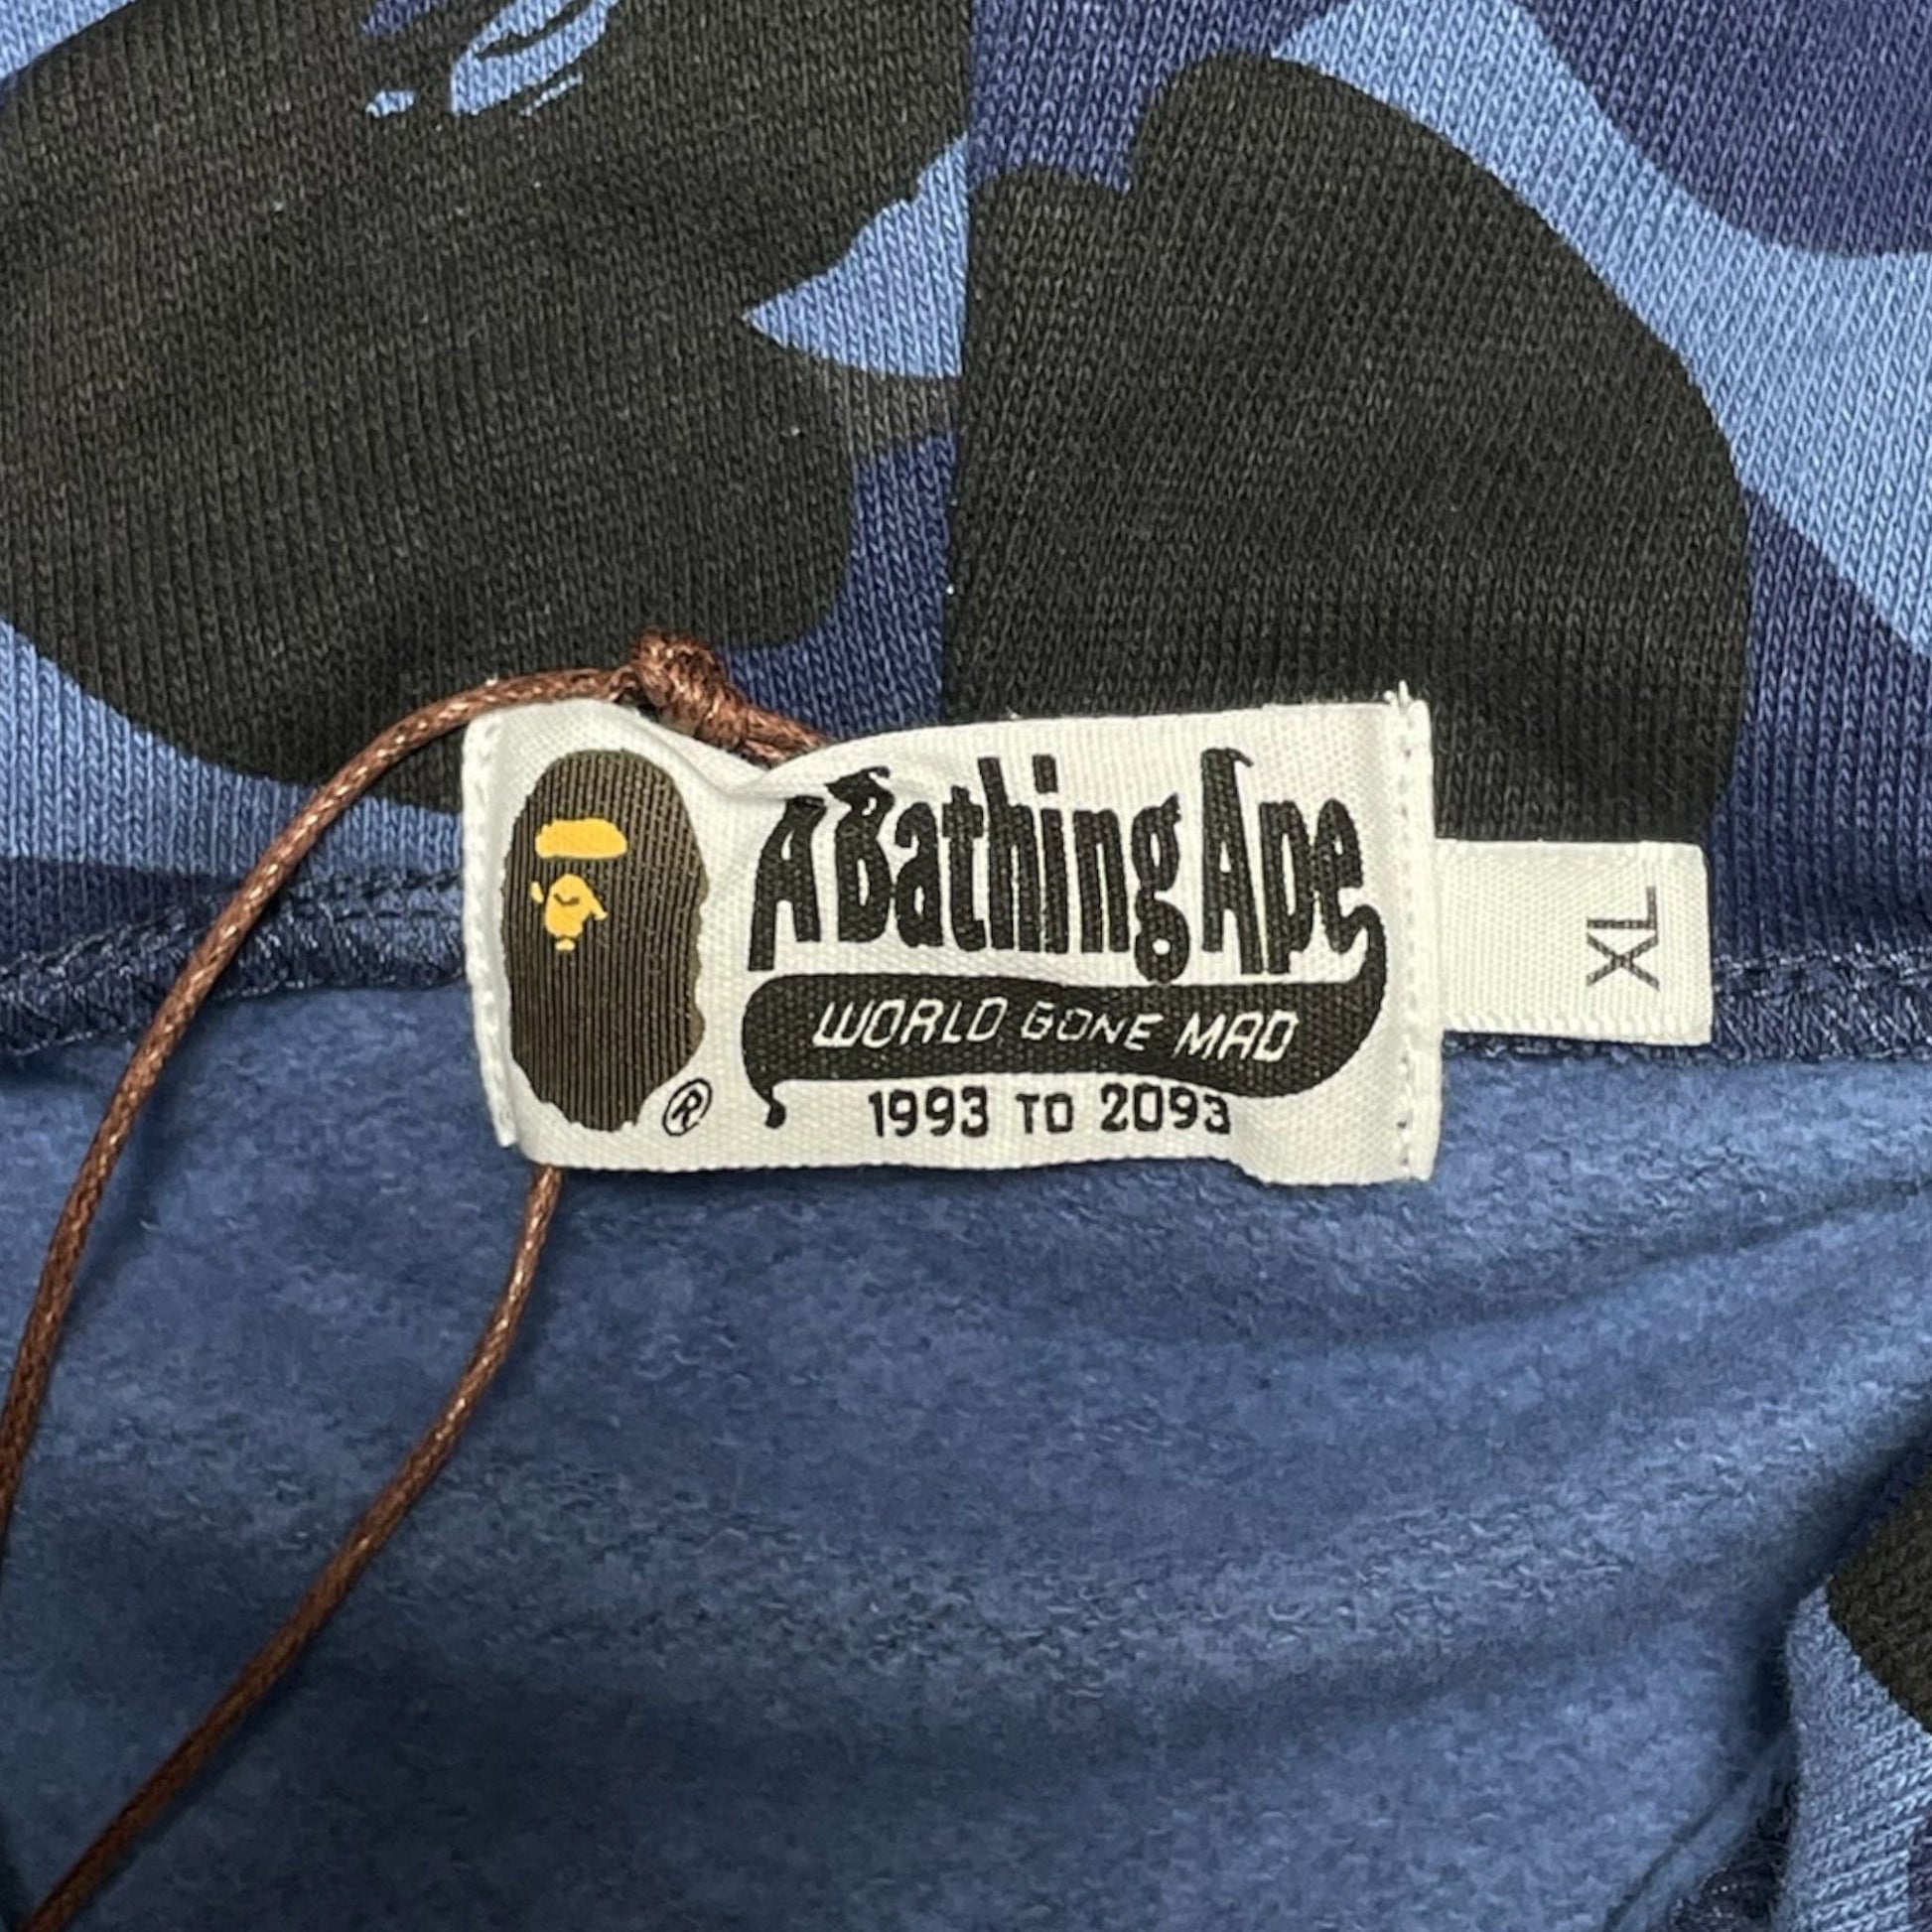 A Bathing Ape
WORLD GONE MAD
1993 TO 2093
®
XL